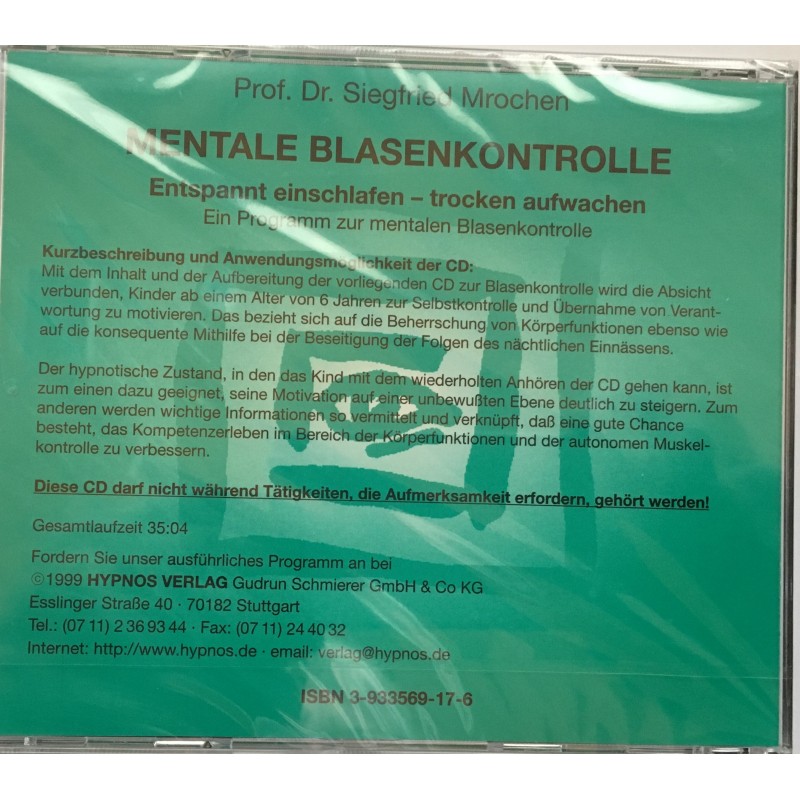 Prof. Dr. Siegfried Mrochen
MENTALE BLASENKONTROLLE
Entspannt einschlafen – trocken aufwachen
Ein Programm zur mentalen Blasenkontrolle
Kurzbeschreibung und Anwendungsmöglichkeit der CD:
Mit dem Inhalt und der Aufbereitung der vorliegenden CD zur Blasenkontrolle wird die Absicht
verbunden, Kinder ab einem Alter von 6 Jahren zur Selbstkontrolle und Übernahme von Verant-
wortung zu motivieren. Das bezieht sich auf die Beherrschung von Körperfunktionen ebenso wie
auf die konsequente Mithilfe bei der Beseitigung der Folgen des nächtlichen Einnässens.
Der hypnotische Zustand, in den das Kind mit dem wiederholten Anhören der CD gehen kann, ist
zum einen dazu geeignet, seine Motivation auf einer unbewußten Ebene deutlich zu steigern. Zum
anderen werden wichtige Informationen so vermittelt und verknüpft, daß eine gute Chance
besteht, das Kompetenzerleben im Bereich der Körperfunktionen und der autonomen Muskel-
kontrolle zu verbessern.
Diese CD darf nicht während Tätigkeiten, die Aufmerksamkeit erfordern, gehört werden!
Gesamtlaufzeit 35:04
Fordern Sie unser ausführliches Programm an bei
©1999 HYPNOS VERLAG Gudrun Schmierer GmbH & Co KG
Esslinger Straße 40 · 70182 Stuttgart
Tel.: (07 11) 2 36 93 44 · Fax: (07 11) 24 40 32
Internet: http://www.hypnos.de · email: verlag@hypnos.de
ISBN 3-933569-17-6